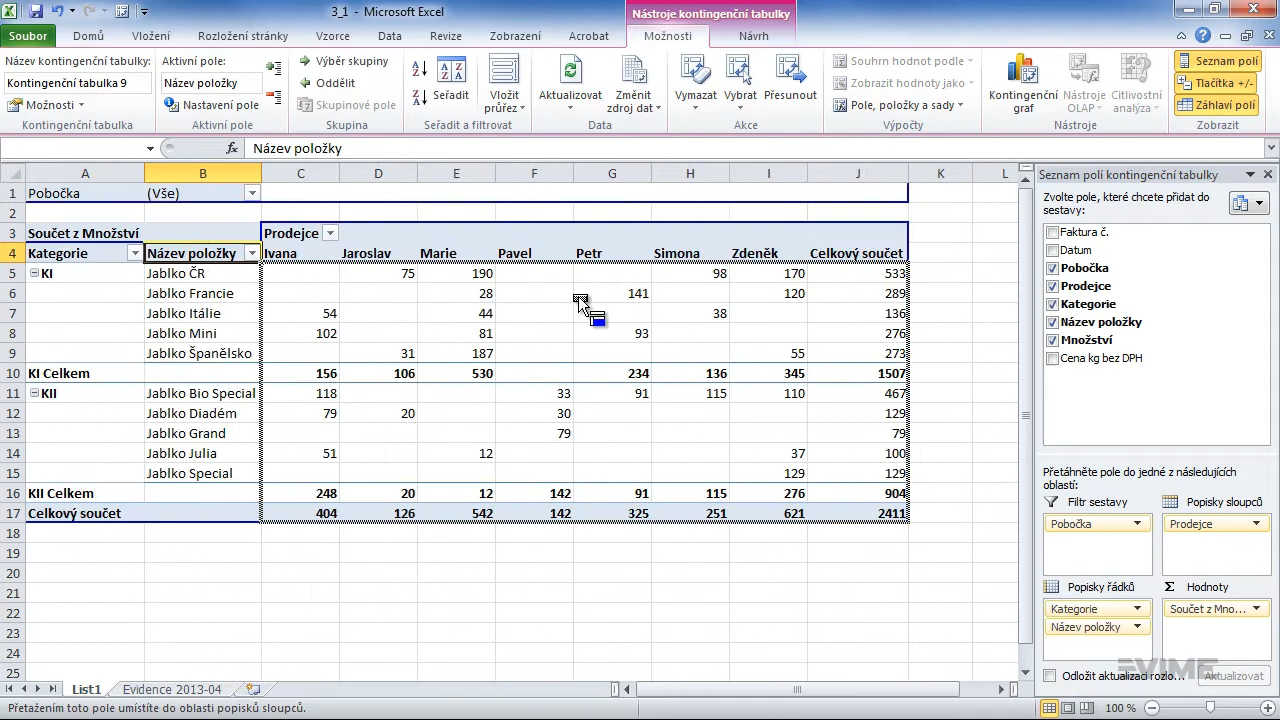 3_1 - Microsoft Excel
Nástroje kontingenční tabulky
Soubor Domů Vložení Rozložení stránky Vzorce Data Revize Zobrazení Acrobat Možnosti Návrh
Název kontingenční tabulky:
Kontingenční tabulka 9
Možnosti
Kontingenční tabulka
Aktivní pole:
Název položky
Nastavení pole
Aktivní pole
Výběr skupiny
Oddělit
Skupinové pole
Skupina
Seřadit
Vložit
průřez
Seřadit a filtrovat
Aktualizovat
Změnit
zdroj dat
Data
Vymazat
Vybrat
Přesunout
Akce
Souhrn hodnot podle
Zobrazit hodnoty jako
Pole, položky a sady
Výpočty
Kontingenční
graf
Nástroje
OLAP
Citlivostní
analýza
Nástroje
Seznam polí
Tlačítka +/-
Záhlaví polí
Zobrazit
fx Název položky
A B C D E F G H I J K L
1 Pobočka (Vše)
2
3 Součet z Množství Prodejce
4 Kategorie Název položky Ivana Jaroslav Marie Pavel Petr Simona Zdeněk Celkový součet
5 KI Jablko ČR 75 190 98 170 533
6 Jablko Francie 28 141 120 289
7 Jablko Itálie 54 44 38 136
8 Jablko Mini 102 81 93 276
9 Jablko Španělsko 31 187 55 273
10 KI Celkem 156 106 530 234 136 345 1507
11 KII Jablko Bio Special 118 33 91 115 110 467
12 Jablko Diadém 79 20 30 129
13 Jablko Grand 79 79
14 Jablko Julia 51 12 37 100
15 Jablko Special 129 129
16 KII Celkem 248 20 12 142 91 115 276 904
17 Celkový součet 404 126 542 142 325 251 621 2411
18
19
20
21
22
23
24
25
Seznam polí kontingenční tabulky
Zvolte pole, které chcete přidat do
sestavy:
Faktura č.
Datum
Pobočka
Prodejce
Kategorie
Název položky
Množství
Cena kg bez DPH
Přetáhněte pole do jedné z následujících
oblastí:
Filtr sestavy
Popisky sloupců
Pobočka
Prodejce
Popisky řádků
Σ Hodnoty
Kategorie
Název položky
Součet z Mno...
EVIME
Odložit aktualizaci rozlo...
Aktualizovat
List1 Evidence 2013-04
Přetažením toto pole umístíte do oblasti popisků sloupců.
100 %